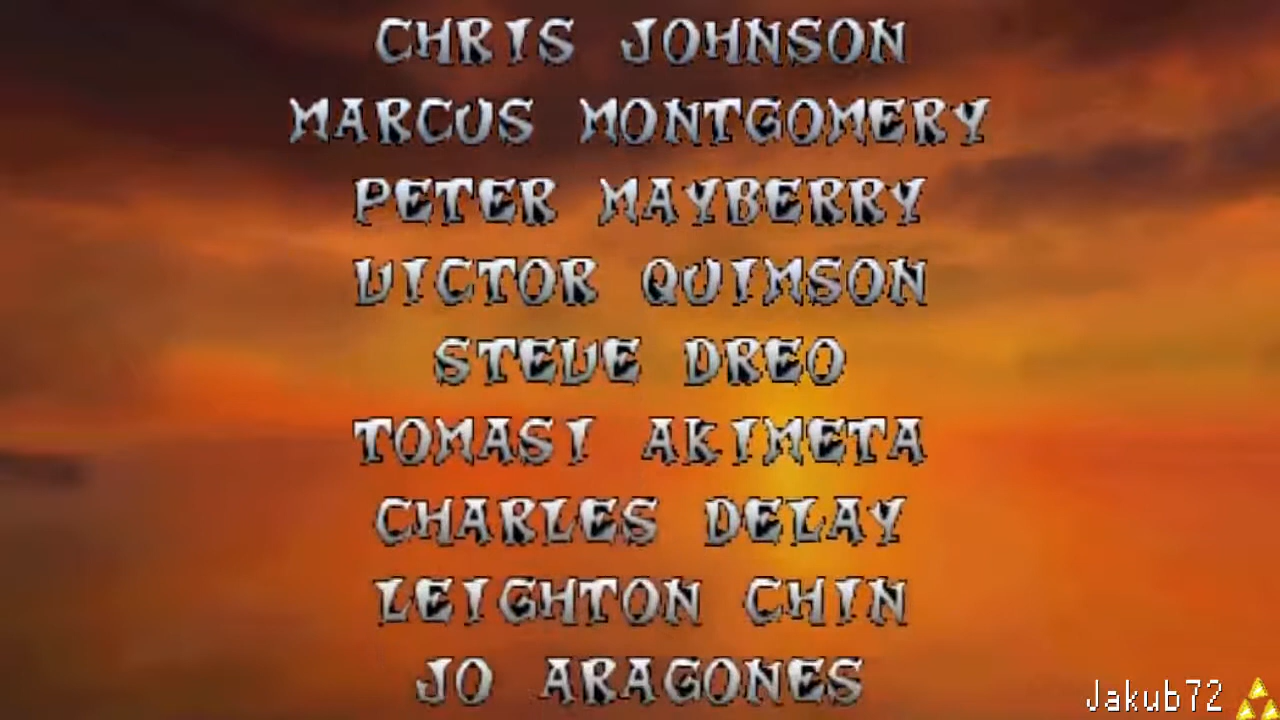 CHRIS JOHNSON
MARCUS MONTGOMERY
PETER MAYBERRY
VICTOR QUIMSON
STEVE DREO
TOMASI AKIMETA
CHARLES DELAY
LEIGHTON CHIN
JO ARAGONES
Jakub72